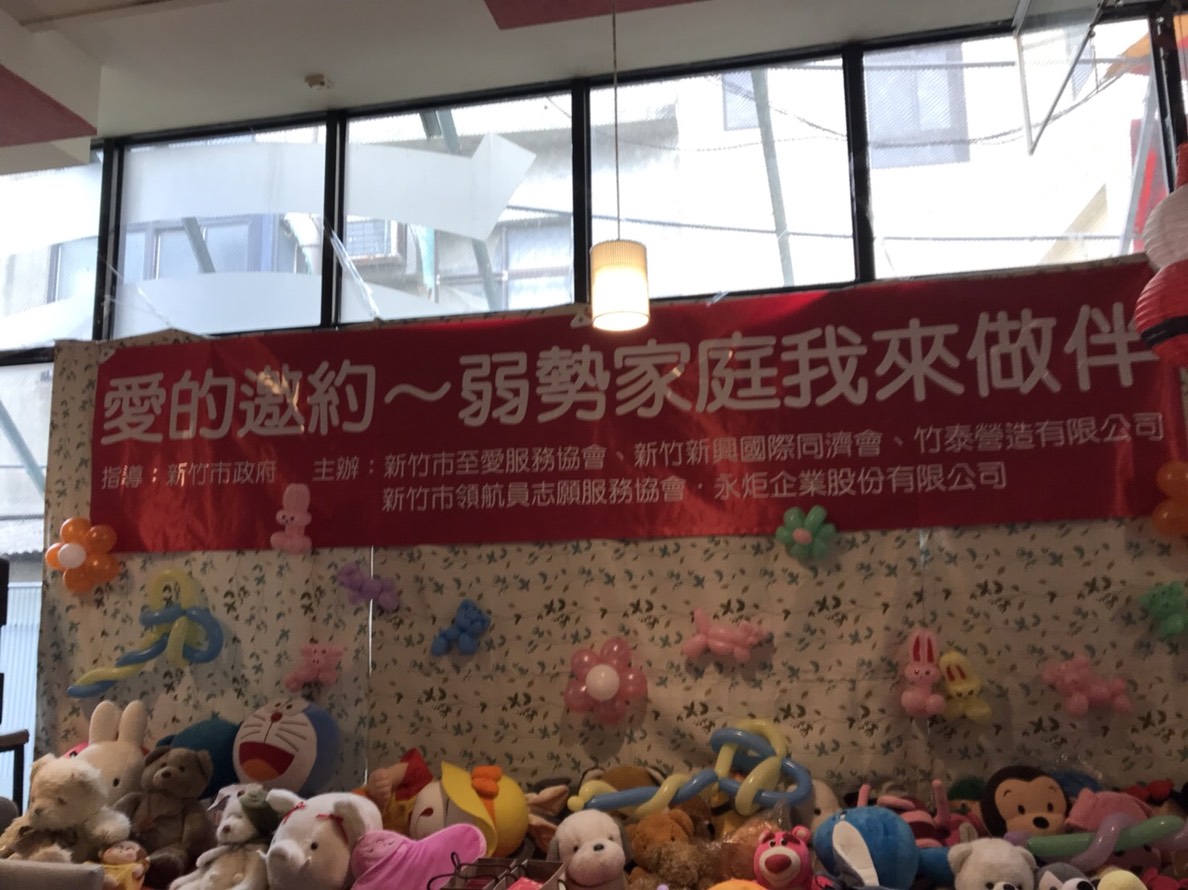 愛的邀約～弱勢家庭我來做伴
指導：新竹市政府　主辦：新竹市至愛服務協會、新竹新興國際同濟會、竹泰營造有限公司
新竹市領航員志願服務協會．永炬企業股份有限公司